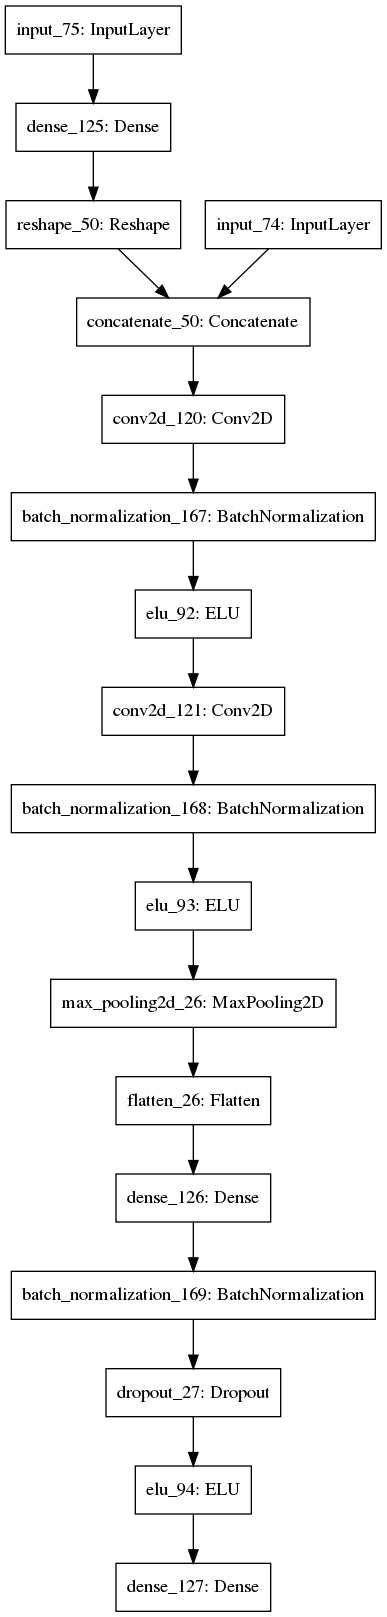 input_75: InputLayer
dense_125: Dense
reshape_50: Reshape
input_74: InputLayer
concatenate_50: Concatenate
conv2d_120: Conv2D
batch_normalization_167: BatchNormalization
elu_92: ELU
conv2d_121: Conv2D
batch_normalization_168: BatchNormalization
elu_93: ELU
max_pooling2d_26: MaxPooling2D
flatten_26: Flatten
dense_126: Dense
batch_normalization_169: BatchNormalization
dropout_27: Dropout
elu_94: ELU
dense_127: Dense